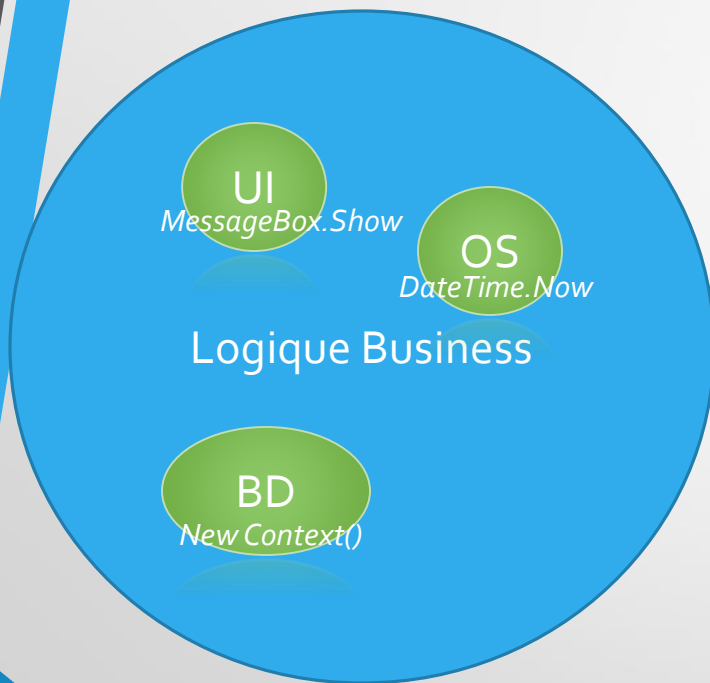 UI
MessageBox.Show
OS
DateTime.Now
Logique Business
BD
New Context()